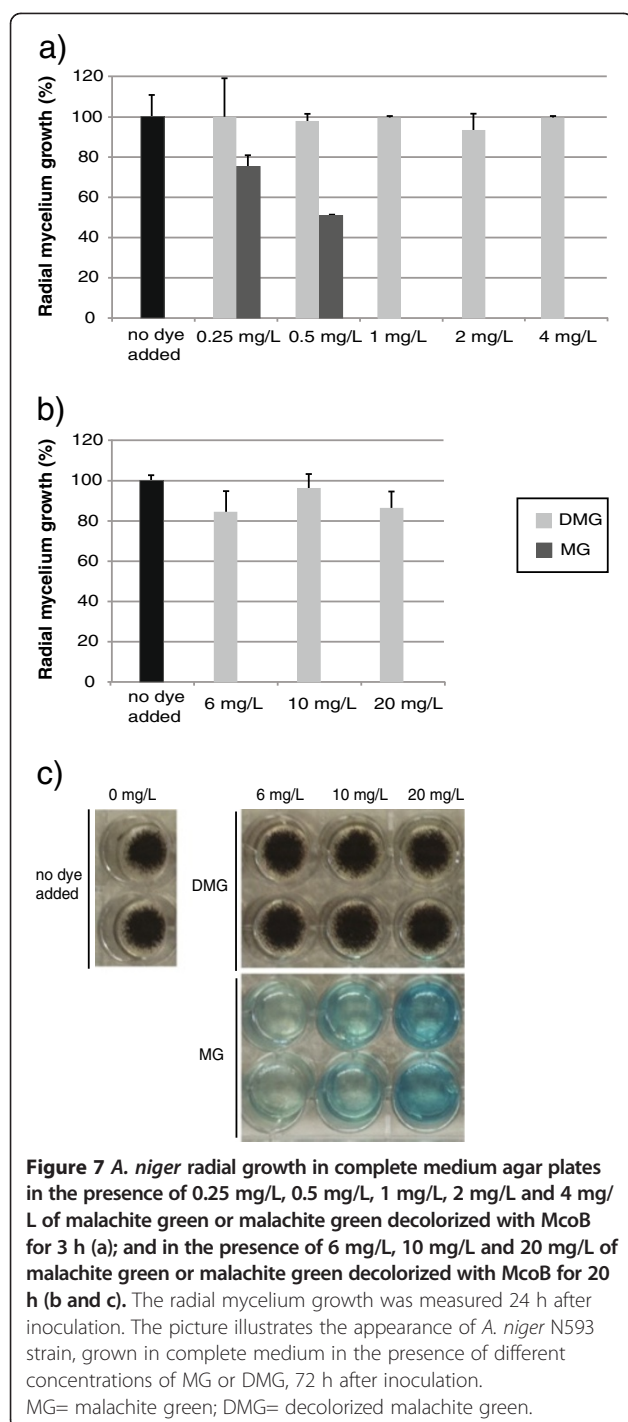 a)
Radial mycelium growth (%)
120
100
80
60
40
20
0
no dye
added
0.25 mg/L
0.5 mg/L
1 mg/L
2 mg/L
4 mg/L
b)
Radial mycelium growth (%)
120
100
80
60
40
20
0
no dye
added
6 mg/L
10 mg/L
20 mg/L
DMG
MG
c)
0 mg/L
6 mg/L
10 mg/L
20 mg/L
no dye
added
DMG
MG
Figure 7 A. niger radial growth in complete medium agar plates
in the presence of 0.25 mg/L, 0.5 mg/L, 1 mg/L, 2 mg/L and 4 mg/
L of malachite green or malachite green decolorized with McoB
for 3 h (a); and in the presence of 6 mg/L, 10 mg/L and 20 mg/L of
malachite green or malachite green decolorized with McoB for 20
h (b and c). The radial mycelium growth was measured 24 h after
inoculation. The picture illustrates the appearance of A. niger N593
strain, grown in complete medium in the presence of different
concentrations of MG or DMG, 72 h after inoculation.
MG= malachite green; DMG= decolorized malachite green.